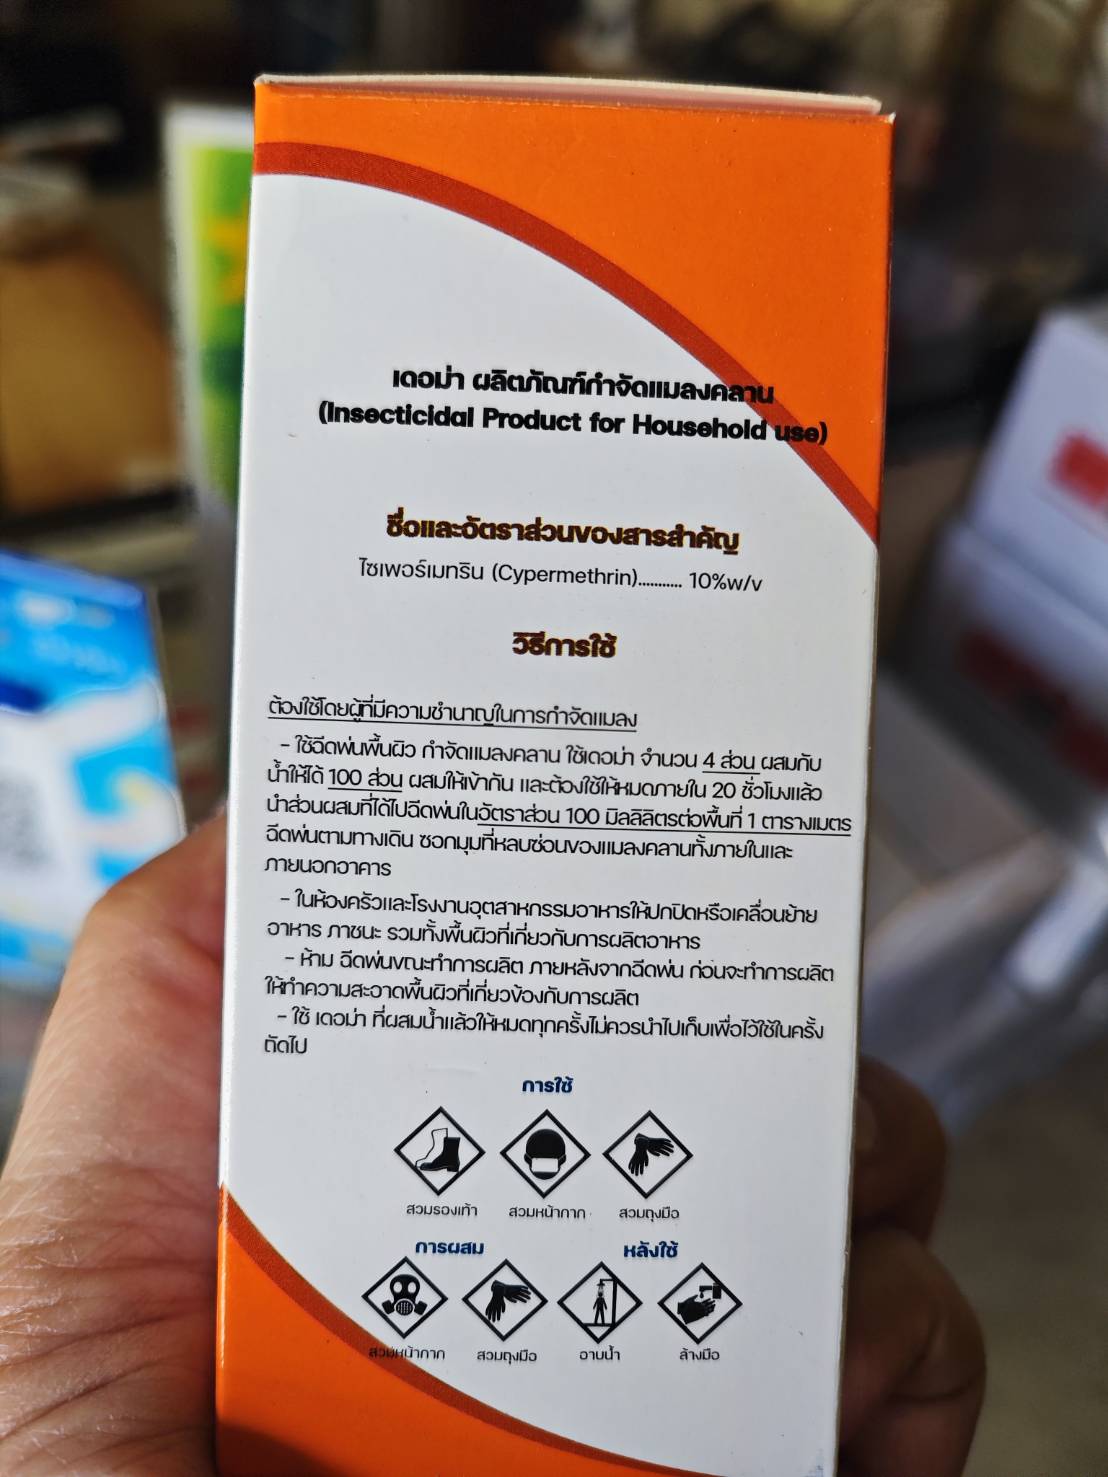 เดอม่า ผลิตภัณฑ์กำจัดแมลงคลาน
(Insecticidal Product for Household use)
ชื่อและอัตราส่วนของสารสำคัญ
ไซเพอร์เมทริน (Cypermethrin)........... 10%w/v
วิธีการใช้
ต้องใช้โดยผู้ที่มีความชำนาญในการกำจัดแมลง
- ใช้ฉีดพ่นพื้นผิว กำจัดแมลงคลาน ใช้เดอม่า จำนวน 4 ส่วน ผสมกับ
น้ำให้ได้ 100 ส่วน ผสมให้เข้ากัน และต้องใช้ให้หมดภายใน 20 ชั่วโมงแล้ว
นำส่วนผสมที่ได้ไปฉีดพ่นในอัตราส่วน 100 มิลลิลิตรต่อพื้นที่ 1 ตารางเมตร
ฉีดพ่นตามทางเดิน ซอกมุมที่หลบซ่อนของแมลงคลานทั้งภายในและ
ภายนอกอาคาร
- ในห้องครัวและโรงงานอุตสาหกรรมอาหารให้ปกปิดหรือเคลื่อนย้าย
อาหาร ภาชนะ รวมทั้งพื้นผิวที่เกี่ยวกับการผลิตอาหาร
- ห้าม ฉีดพ่นขณะทำการผลิต ภายหลังจากฉีดพ่น ก่อนจะทำการผลิต
ให้ทำความสะอาดพื้นผิวที่เกี่ยวข้องกับการผลิต
- ใช้ เดอม่า ที่ผสมน้ำแล้วให้หมดทุกครั้งไม่ควรนำไปเก็บเพื่อไว้ใช้ในครั้ง
ถัดไป
การใช้
สวมรองเท้า สวมหน้ากาก สวมถุงมือ
การผสม หลังใช้
สวมหน้ากาก สวมถุงมือ อาบน้ำ ล้างมือ